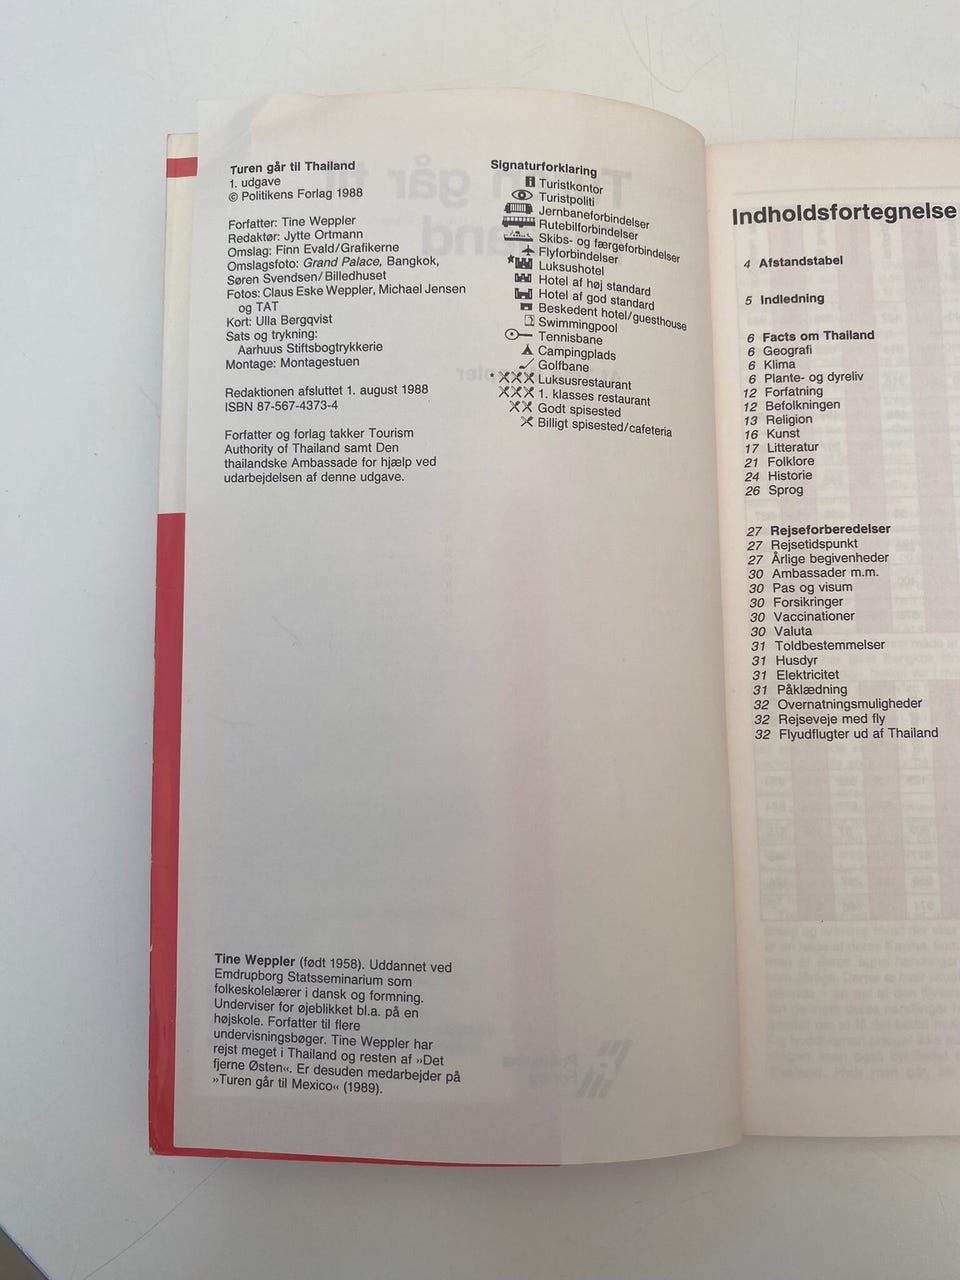 Turen går til Thailand
1. udgave
© Politikens Forlag 1988
Forfatter: Tine Weppler
Redaktør: Jytte Ortmann
Omslag: Finn Evald/Grafikerne
Omslagsfoto: Grand Palace, Bangkok,
Søren Svendsen/Billedhuset
Fotos: Claus Eske Weppler, Michael Jensen
og TAT
Kort: Ulla Bergqvist
Sats og trykning:
Aarhuus Stiftsbogtrykkerie
Montage: Montagestuen
Redaktionen afsluttet 1. august 1988
ISBN 87-567-4373-4
Forfatter og forlag takker Tourism
Authority of Thailand samt Den
thailandske Ambassade for hjælp ved
udarbejdelsen af denne udgave.
Tine Weppler (født 1958). Uddannet ved
Emdrupborg Statsseminarium som
folkeskolelærer i dansk og formning.
Underviser for øjeblikket bl.a. på en
højskole. Forfatter til flere
undervisningsbøger. Tine Weppler har
rejst meget i Thailand og resten af »Det
fjerne Østen«. Er desuden medarbejder på
»Turen går til Mexico« (1989).
Signaturforklaring
Turistkontor
Turistpoliti
Jernbaneforbindelser
Rutebilforbindelser
Skibs- og færgeforbindelser
Flyforbindelser
Luksushotel
Hotel af høj standard
Hotel af god standard
Beskedent hotel/guesthouse
Swimmingpool
Tennisbane
Campingplads
Golfbane
Luksusrestaurant
1. klasses restaurant
Godt spisested
Billigt spisested/cafeteria
Indholdsfortegnelse
4 Afstandstabel
5 Indledning
6 Facts om Thailand
6 Geografi
6 Klima
6 Plante- og dyreliv
12 Forfatning
12 Befolkningen
13 Religion
16 Kunst
17 Litteratur
21 Folklore
24 Historie
26 Sprog
27 Rejseforberedelser
27 Rejsetidspunkt
27 Årlige begivenheder
30 Ambassader m.m.
30 Pas og visum
30 Forsikringer
30 Vaccinationer
30 Valuta
31 Toldbestemmelser
31 Husdyr
31 Elektricitet
31 Påklædning
32 Overnatningsmuligheder
32 Rejseveje med fly
32 Flyudflugter ud af Thailand